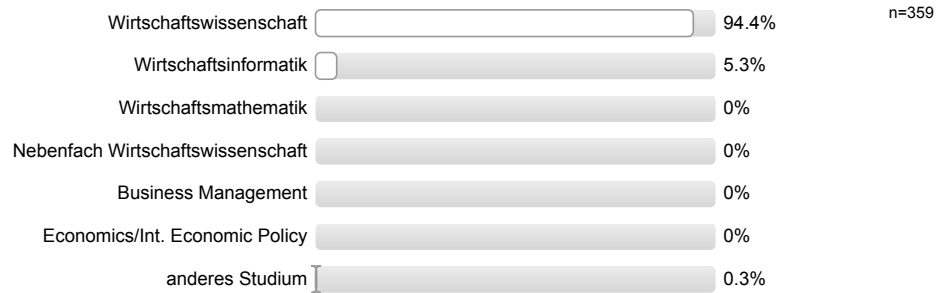 Wirtschaftswissenschaft 94.4% n=359
Wirtschaftsinformatik 5.3%
Wirtschaftsmathematik 0%
Nebenfach Wirtschaftswissenschaft 0%
Business Management 0%
Economics/Int. Economic Policy 0%
anderes Studium 0.3%